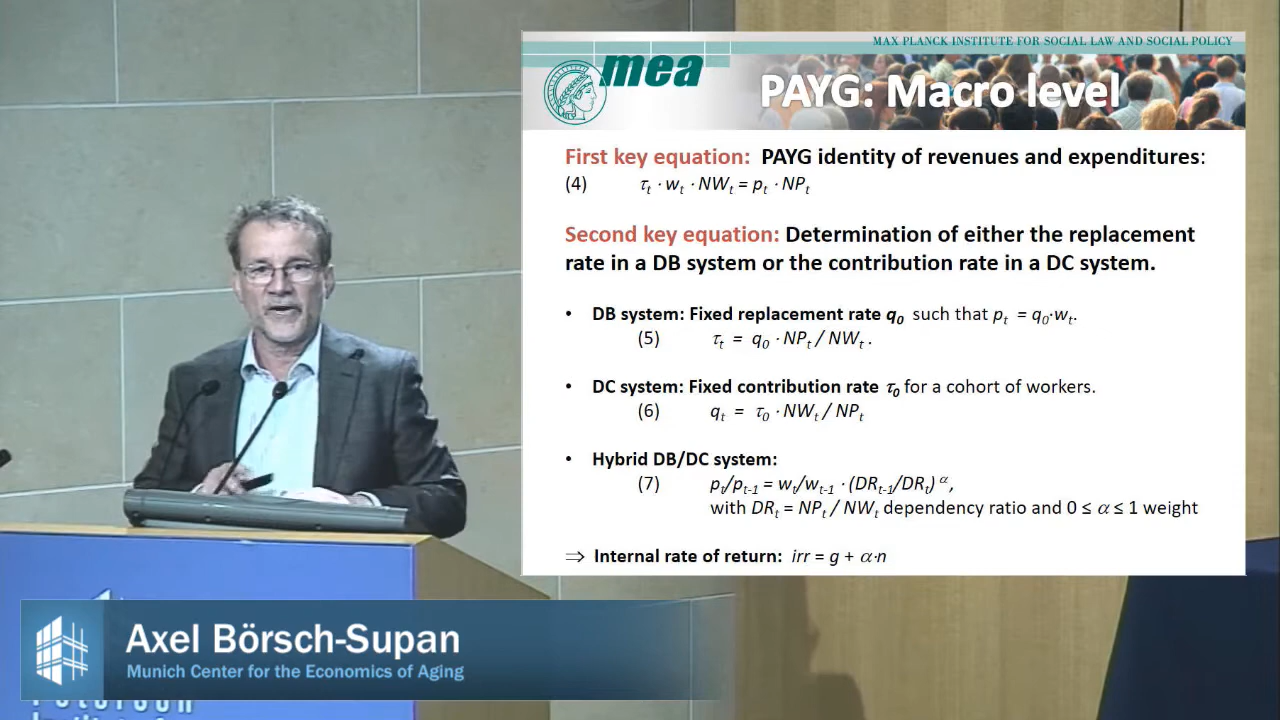 MAX PLANCK INSTITUTE FOR SOCIAL LAW AND SOCIAL POLICY
mea
PAYG: Macro level
First key equation: PAYG identity of revenues and expenditures:
(4) τt · wt · NWt = pt · NPt
Second key equation: Determination of either the replacement
rate in a DB system or the contribution rate in a DC system.
• DB system: Fixed replacement rate q0 such that pt = q0·wt.
(5) τt = q0 · NPt / NWt .
• DC system: Fixed contribution rate τ0 for a cohort of workers.
(6) qt = τ0 · NWt / NPt
• Hybrid DB/DC system:
(7) pt/pt-1 = wt/wt-1 · (DRt-1/DRt) α,
with DRt = NPt / NWt dependency ratio and 0 ≤ α ≤ 1 weight
⇒ Internal rate of return: irr = g + α·n
Axel Börsch-Supan
Munich Center for the Economics of Aging